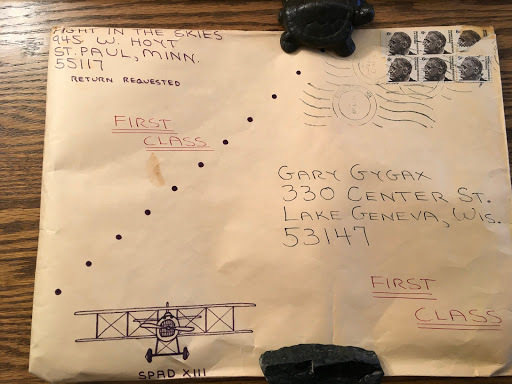 FIGHT IN THE SKIES
945 W. HOYT
ST. PAUL, MINN.
55117
RETURN REQUESTED
FIRST
CLASS
GARY GYGAX
330 CENTER ST.
LAKE GENEVA, WIS.
53147
FIRST
CLASS
SPAD XIII